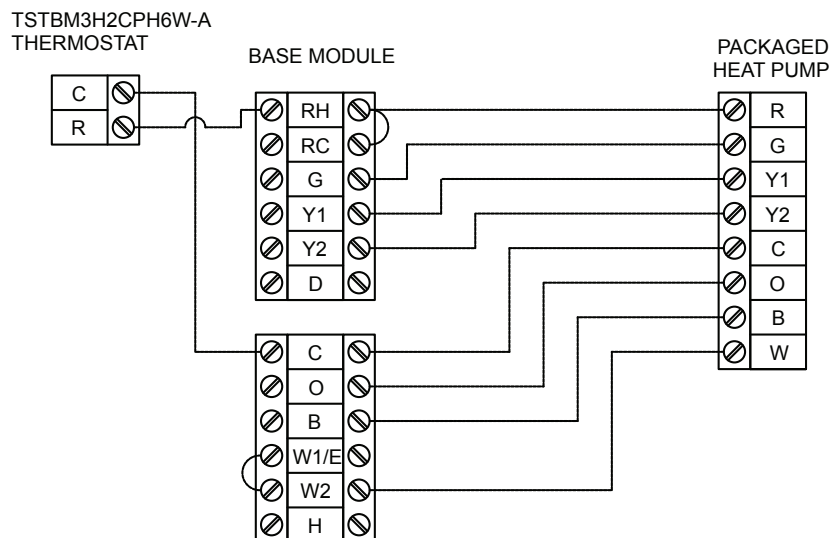 TSTBM3H2CPH6W-A
THERMOSTAT
C
R
BASE MODULE
RH
RC
G
Y1
Y2
D
C
O
B
W1/E
W2
H
PACKAGED
HEAT PUMP
R
G
Y1
Y2
C
O
B
W